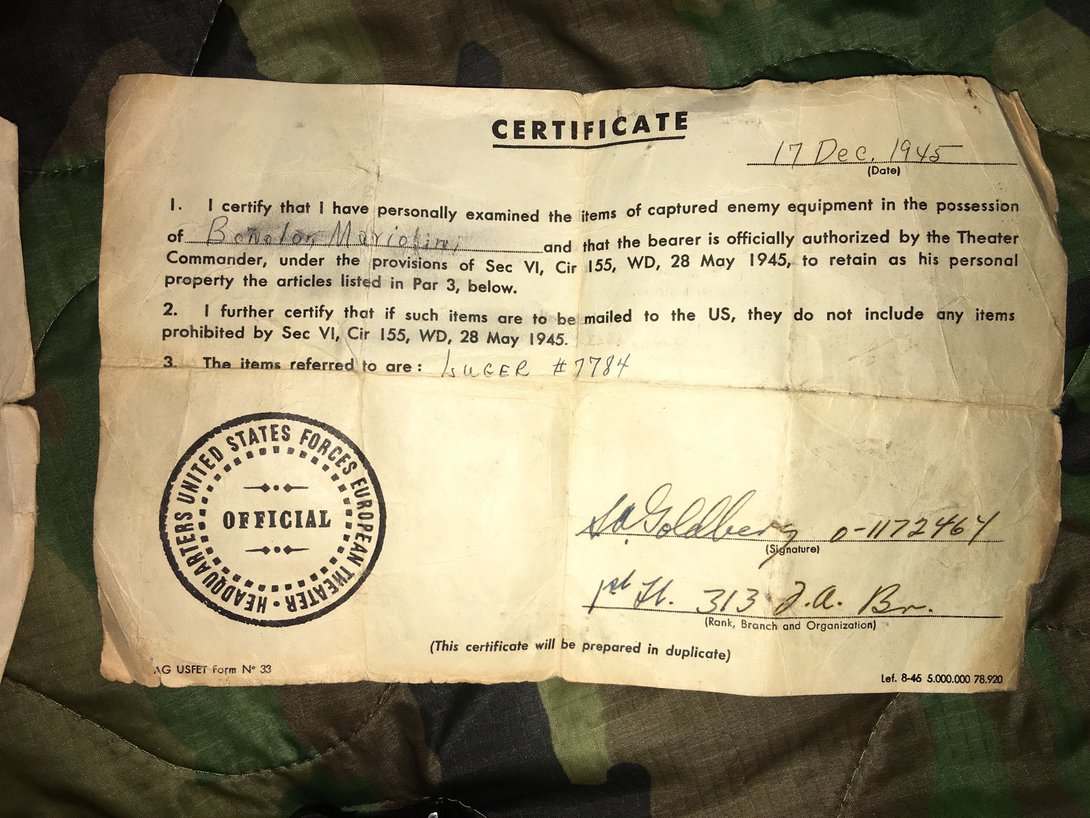 CERTIFICATE
17 Dec. 1945
(Date)
1. I certify that I have personally examined the items of captured enemy equipment in the possession
of and that the bearer is officially authorized by the Theater
Commander, under the provisions of Sec VI, Cir 155, WD, 28 May 1945, to retain as his personal
property the articles listed in Par 3, below.
2. I further certify that if such items are to be mailed to the US, they do not include any items
prohibited by Sec VI, Cir 155, WD, 28 May 1945.
3. The items referred to are : LUGER #7784
HEADQUARTERS UNITED STATES FORCES EUROPEAN THEATER •
OFFICIAL
Goldberg 0-1172464
(Signature)
1st Lt. 313 F.A. Bn.
(Rank, Branch and Organization)
(This certificate will be prepared in duplicate)
AG USFET Form N° 33
Lef. 8-46 5.000.000 78.920